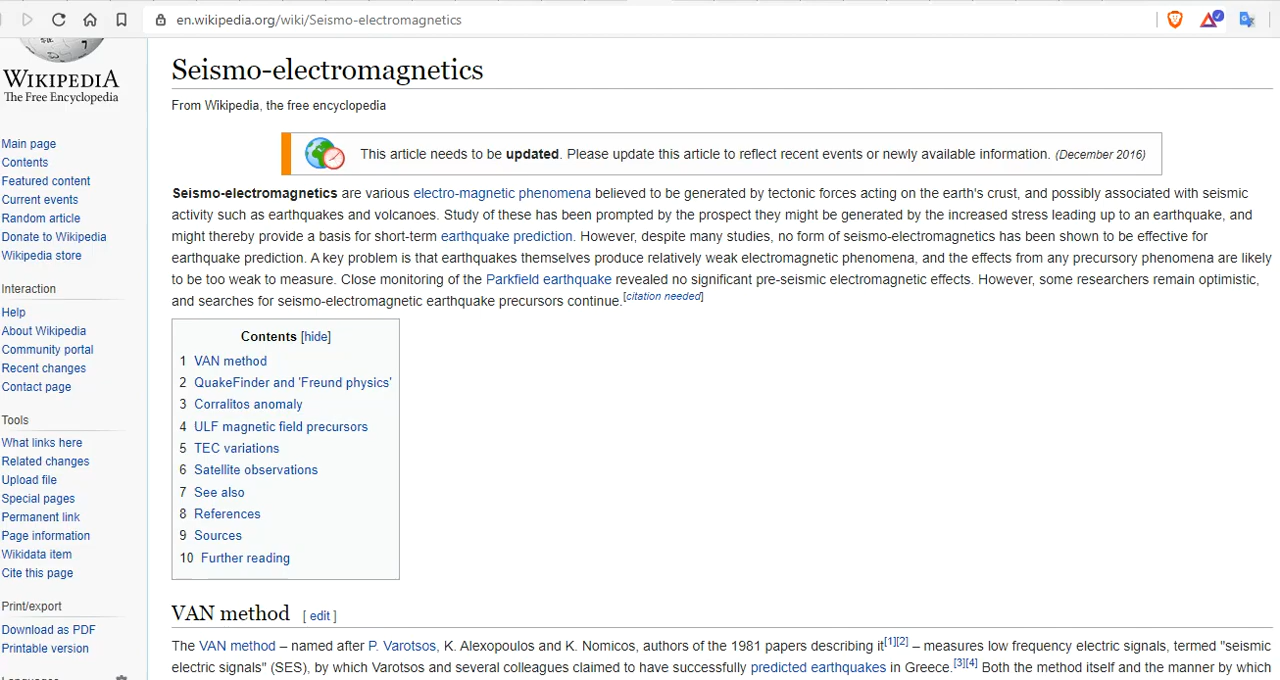 en.wikipedia.org/wiki/Seismo-electromagnetics
WIKIPEDIA
The Free Encyclopedia
Main page
Contents
Featured content
Current events
Random article
Donate to Wikipedia
Wikipedia store
Interaction
Help
About Wikipedia
Community portal
Recent changes
Contact page
Tools
What links here
Related changes
Upload file
Special pages
Permanent link
Page information
Wikidata item
Cite this page
Print/export
Download as PDF
Printable version
Languages
Seismo-electromagnetics
From Wikipedia, the free encyclopedia
This article needs to be updated. Please update this article to reflect recent events or newly available information. (December 2016)
Seismo-electromagnetics are various electro-magnetic phenomena believed to be generated by tectonic forces acting on the earth's crust, and possibly associated with seismic
activity such as earthquakes and volcanoes. Study of these has been prompted by the prospect they might be generated by the increased stress leading up to an earthquake, and
might thereby provide a basis for short-term earthquake prediction. However, despite many studies, no form of seismo-electromagnetics has been shown to be effective for
earthquake prediction. A key problem is that earthquakes themselves produce relatively weak electromagnetic phenomena, and the effects from any precursory phenomena are likely
to be too weak to measure. Close monitoring of the Parkfield earthquake revealed no significant pre-seismic electromagnetic effects. However, some researchers remain optimistic,
and searches for seismo-electromagnetic earthquake precursors continue.[citation needed]
Contents [hide]
1 VAN method
2 QuakeFinder and 'Freund physics'
3 Corralitos anomaly
4 ULF magnetic field precursors
5 TEC variations
6 Satellite observations
7 See also
8 References
9 Sources
10 Further reading
VAN method [ edit ]
The VAN method – named after P. Varotsos, K. Alexopoulos and K. Nomicos, authors of the 1981 papers describing it[1][2] – measures low frequency electric signals, termed "seismic
electric signals" (SES), by which Varotsos and several colleagues claimed to have successfully predicted earthquakes in Greece.[3][4] Both the method itself and the manner by which